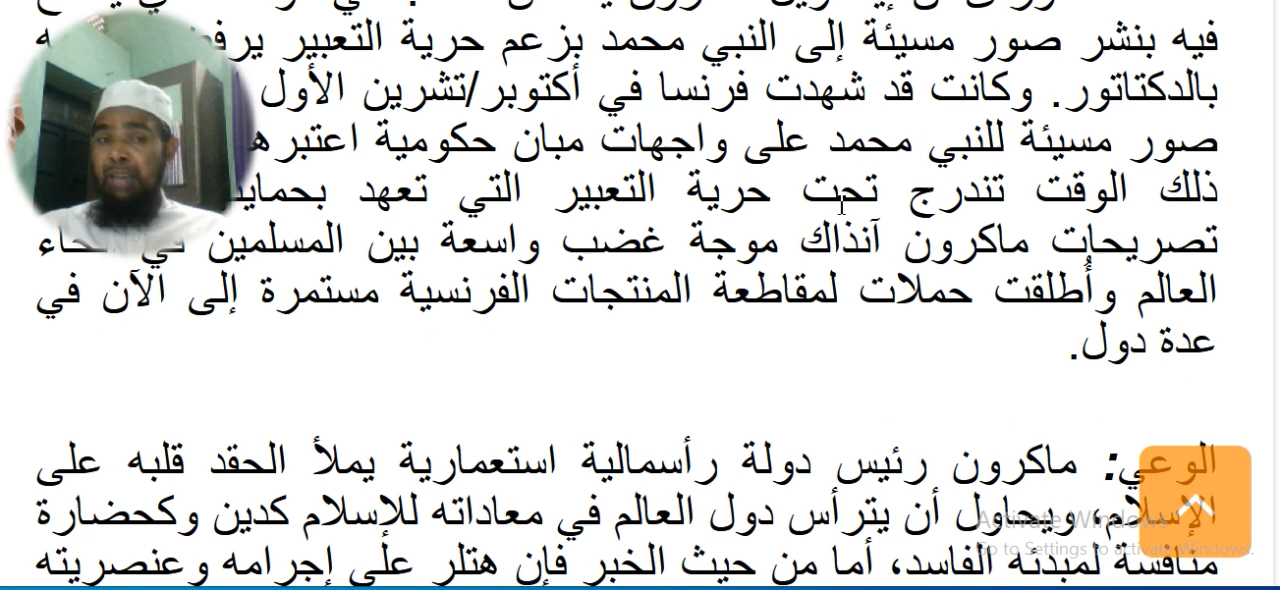 فيه بنشر صور مسيئة إلى النبي محمد بزعم حرية التعبير
بالدكتاتور. وكانت قد شهدت فرنسا في أكتوبر/تشرين الأول
صور مسيئة للنبي محمد على واجهات مبان حكومية
ذلك الوقت تندرج تحت حرية التعبير التي تعهد
تصريحات ماكرون آنذاك موجة غضب واسعة بين المسلمين في
العالم وأُطلقت حملات لمقاطعة المنتجات الفرنسية مستمرة إلى الآن في
عدة دول.
الوعي: ماكرون رئيس دولة رأسمالية استعمارية يملأ الحقد قلبه على
الإسلام، ويحاول أن يترأس دول العالم في معاداته للإسلام كدين وكحضارة
منافسة لمبدئه الفاسد، أما من حيث الخبر فإن هتلر على إجرامه وعنصريته
Activate Windows
Go to Settings to activate Windows.